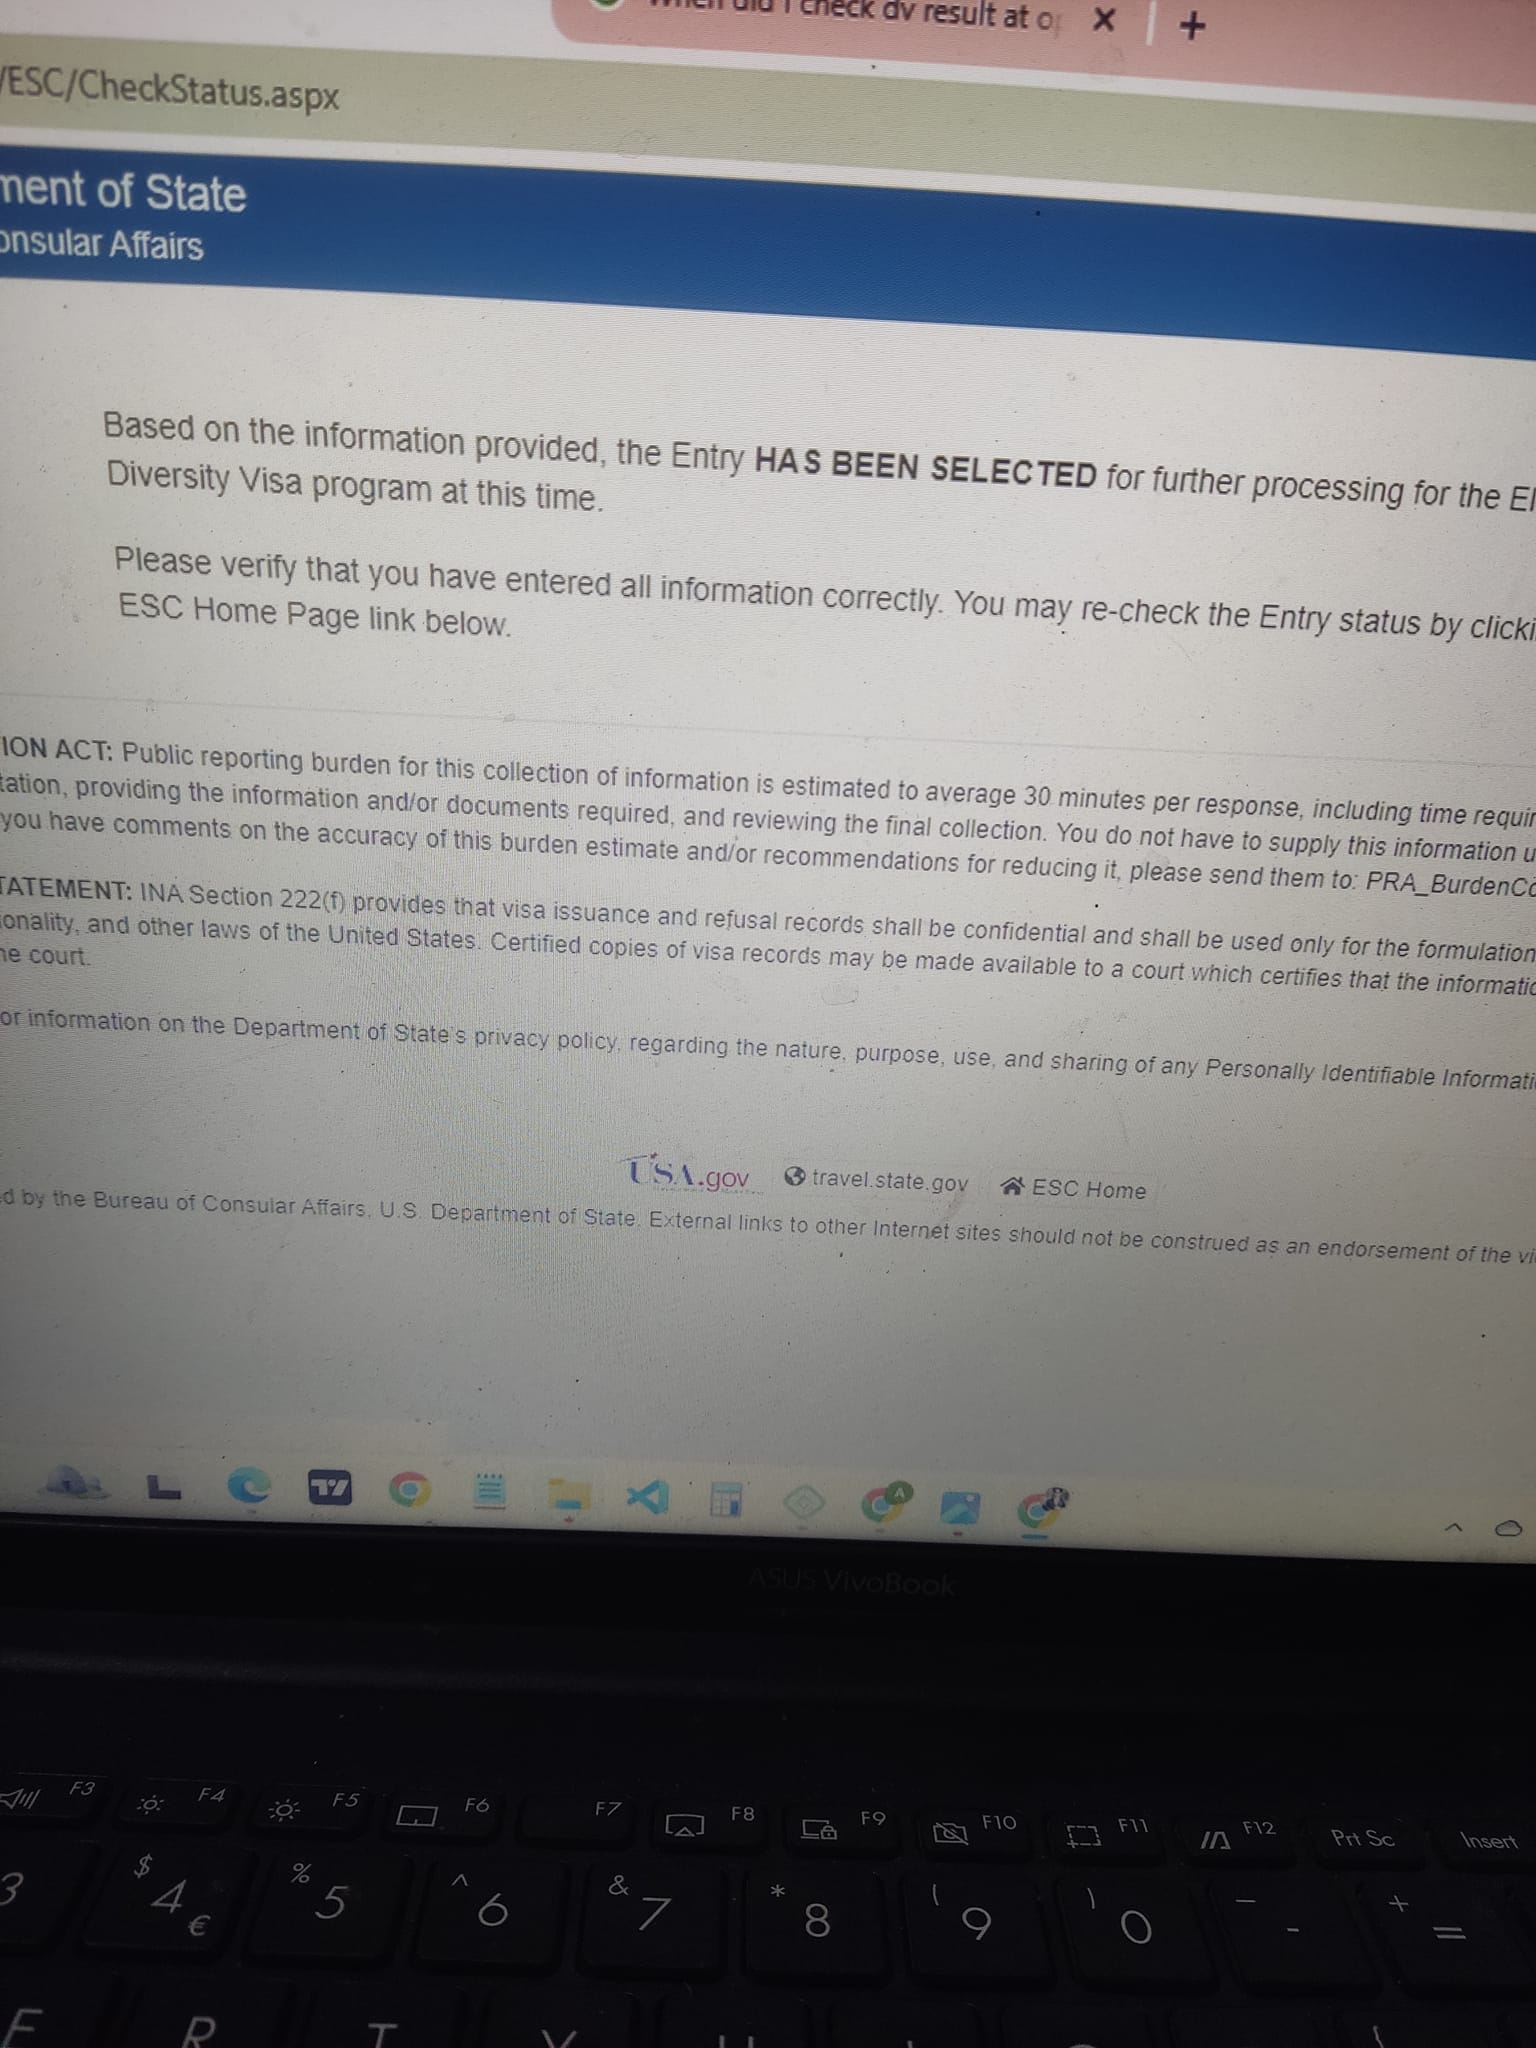 did I check dv result at
/ESC/CheckStatus.aspx
ment of State
onsular Affairs
Based on the information provided, the Entry HAS BEEN SELECTED for further processing for the El
Diversity Visa program at this time.
Please verify that you have entered all information correctly. You may re-check the Entry status by clicki
ESC Home Page link below.
ION ACT: Public reporting burden for this collection of information is estimated to average 30 minutes per response, including time requir
tation, providing the information and/or documents required, and reviewing the final collection. You do not have to supply this information u
you have comments on the accuracy of this burden estimate and/or recommendations for reducing it, please send them to: PRA_BurdenCo
TATEMENT: INA Section 222(f) provides that visa issuance and refusal records shall be confidential and shall be used only for the formulation
ionality, and other laws of the United States. Certified copies of visa records may be made available to a court which certifies that the informatio
he court.
or information on the Department of State's privacy policy, regarding the nature, purpose, use, and sharing of any Personally Identifiable Informati
USA.gov travel.state.gov ESC Home
d by the Bureau of Consular Affairs, U.S. Department of State. External links to other Internet sites should not be construed as an endorsement of the vi
A
ASUS VivoBook
F3 F4 F5 F6 F7 F8 F9 F10 F11 F12 Prt Sc Insert
$ % ^ & * ( ) — +
3 4 € 5 6 7 8 9 0 - =
R T